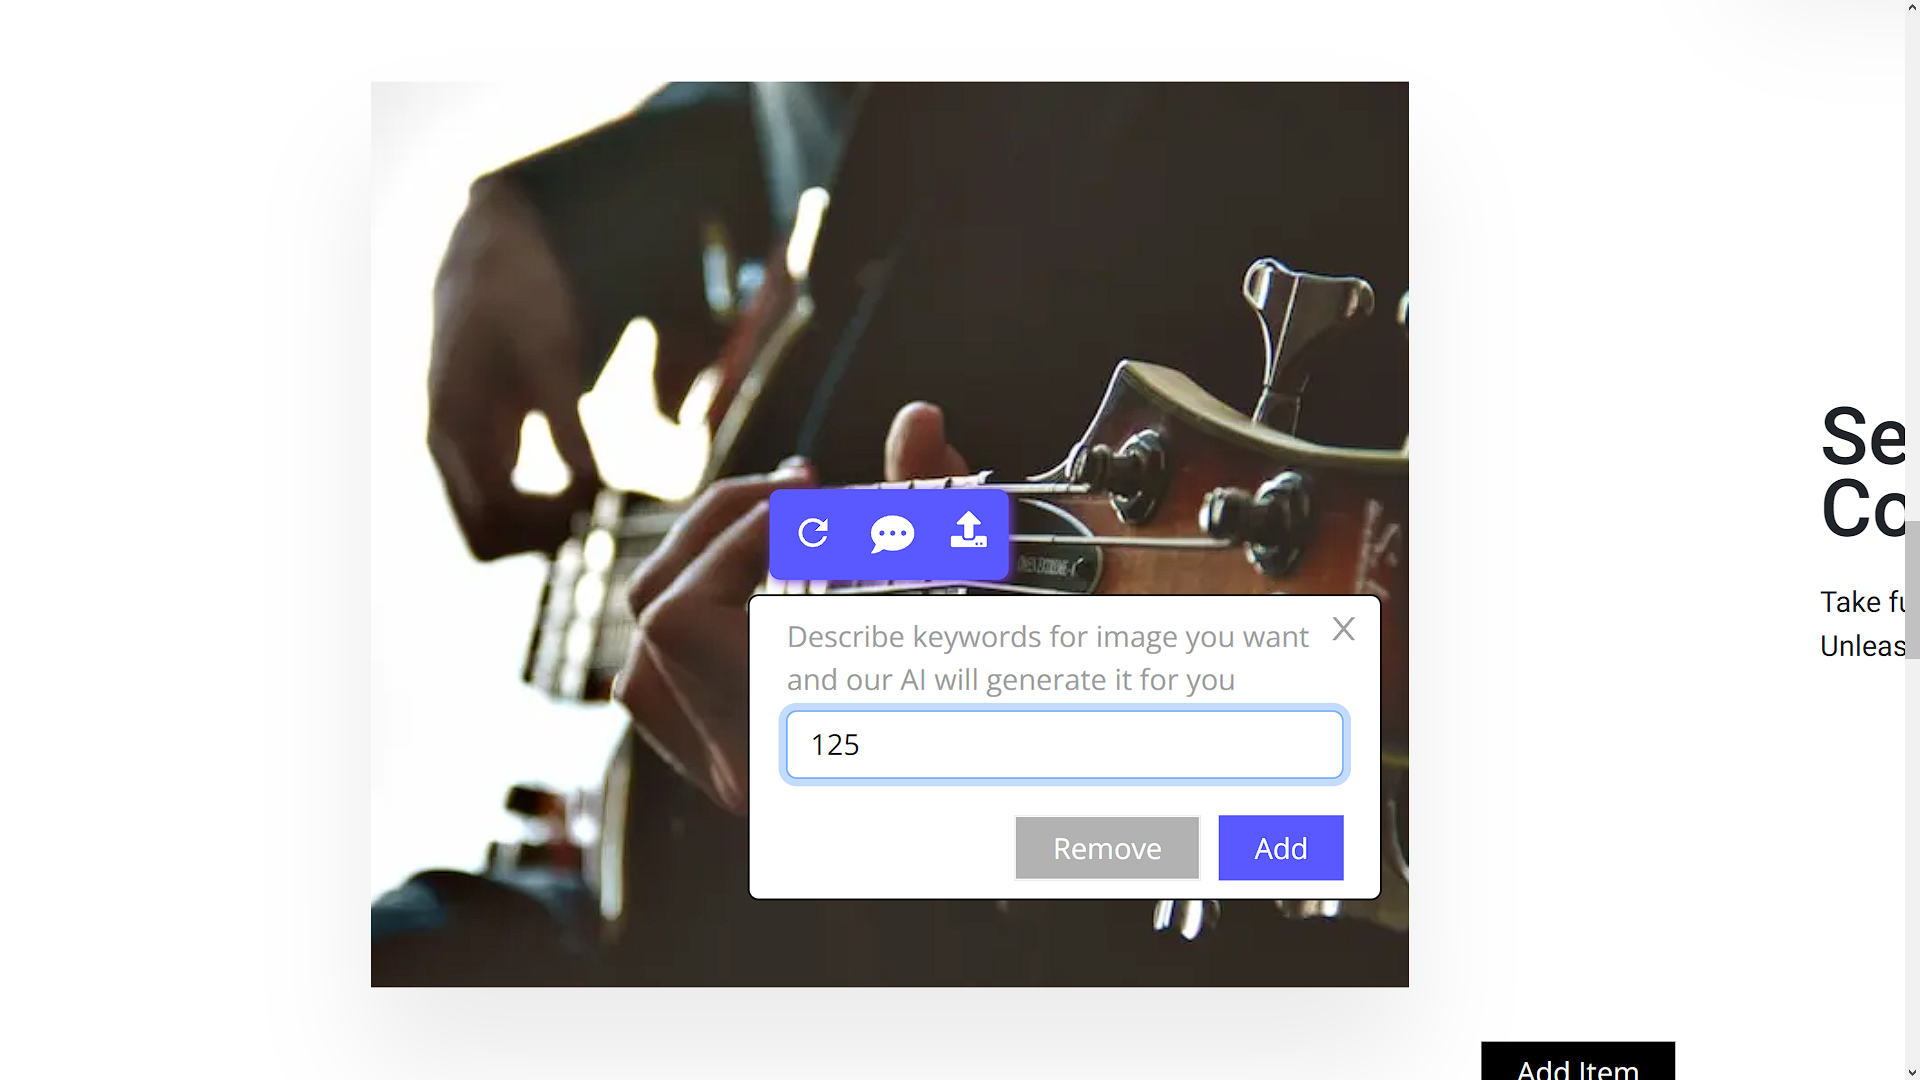 Se
Co
Take fu
Unleas
Describe keywords for image you want
and our AI will generate it for you
X
125
Remove
Add
Add Item